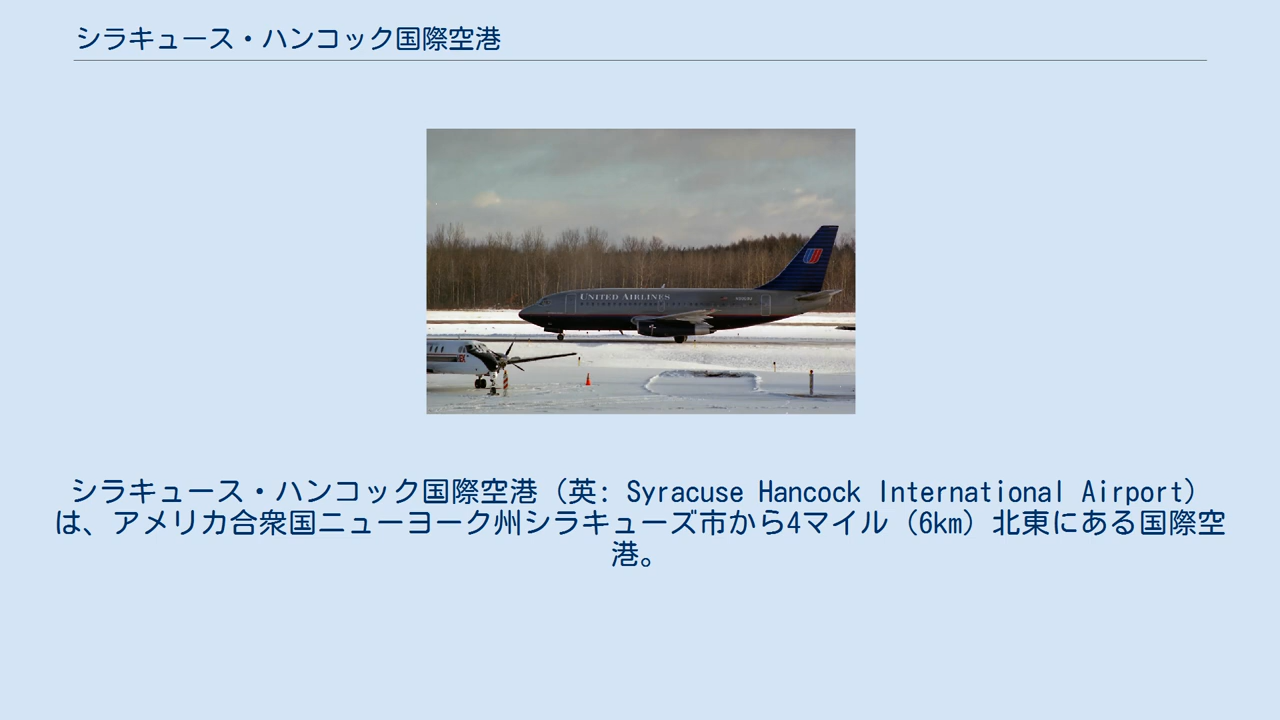 シラキュース・ハンコック国際空港
UNITED AIRLINES
シラキュース・ハンコック国際空港（英: Syracuse Hancock International Airport）
は、アメリカ合衆国ニューヨーク州シラキューズ市から4マイル（6km）北東にある国際空
港。